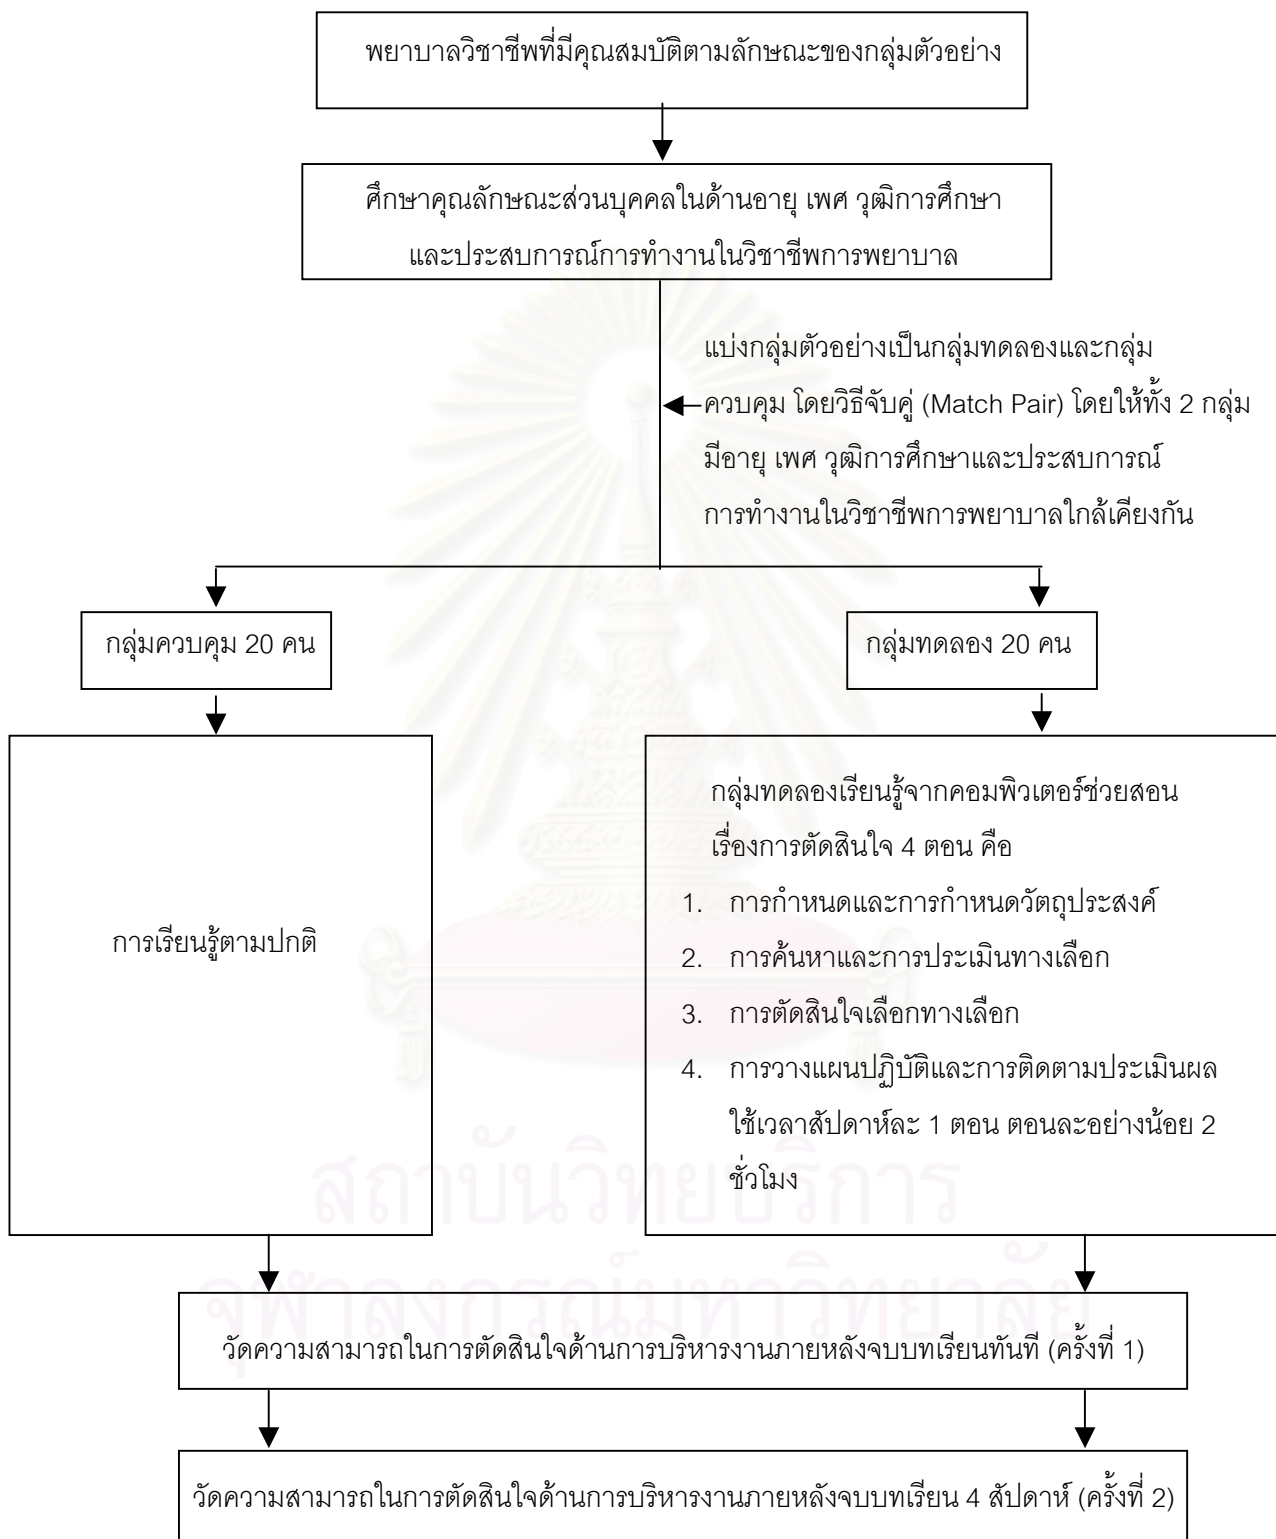 พยาบาลวิชาชีพที่มีคุณสมบัติตามลักษณะของกลุ่มตัวอย่าง
ศึกษาคุณลักษณะส่วนบุคคลในด้านอายุ เพศ วุฒิการศึกษา
และประสบการณ์การทำงานในวิชาชีพการพยาบาล
แบ่งกลุ่มตัวอย่างเป็นกลุ่มทดลองและกลุ่ม
ควบคุม โดยวิธีจับคู่ (Match Pair) โดยให้ทั้ง 2 กลุ่ม
มีอายุ เพศ วุฒิการศึกษาและประสบการณ์
การทำงานในวิชาชีพการพยาบาลใกล้เคียงกัน
กลุ่มควบคุม 20 คน
กลุ่มทดลอง 20 คน
การเรียนรู้ตามปกติ
กลุ่มทดลองเรียนรู้จากคอมพิวเตอร์ช่วยสอน
เรื่องการตัดสินใจ 4 ตอน คือ
1. การกำหนดและการกำหนดวัตถุประสงค์
2. การค้นหาและการประเมินทางเลือก
3. การตัดสินใจเลือกทางเลือก
4. การวางแผนปฏิบัติและการติดตามประเมินผล
ใช้เวลาสัปดาห์ละ 1 ตอน ตอนละอย่างน้อย 2
ชั่วโมง
สถาบันวิทยบริการ
จุฬาลงกรณ์มหาวิทยาลัย
วัดความสามารถในการตัดสินใจด้านการบริหารงานภายหลังจบบทเรียนทันที (ครั้งที่ 1)
วัดความสามารถในการตัดสินใจด้านการบริหารงานภายหลังจบบทเรียน 4 สัปดาห์ (ครั้งที่ 2)